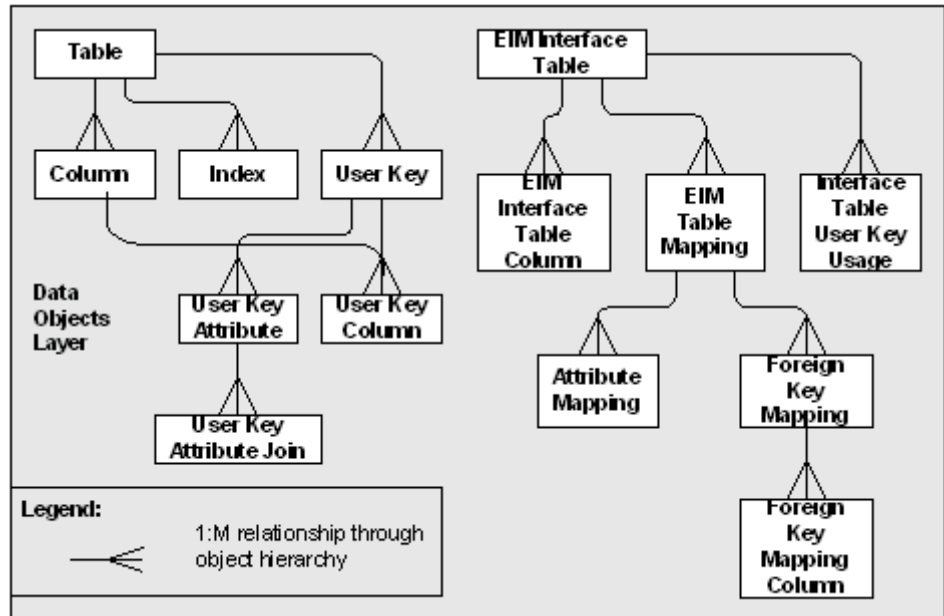 Table
EIM Interface
Table
Column
Index
User Key
EIM
Interface
Table
Column
EIM
Table
Mapping
Interface
Table
User Key
Usage
Data
Objects
Layer
User Key
Attribute
User Key
Column
Attribute
Mapping
Foreign
Key
Mapping
User Key
Attribute Join
Legend:
1:M relationship through
object hierarchy
Foreign
Key
Mapping
Column